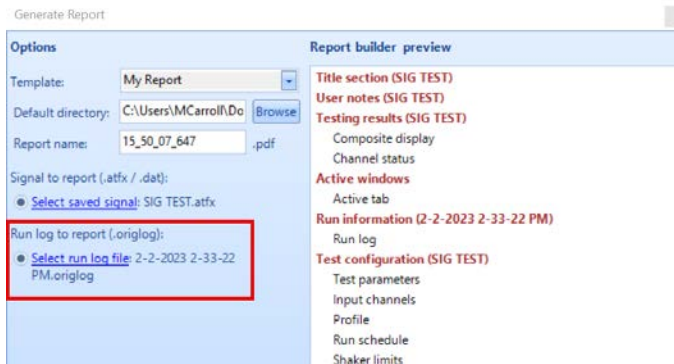 Generate Report
Options
Template:
My Report
Default directory:
C:\Users\MCarroll\Do
Browse
Report name:
15_50_07_647
.pdf
Signal to report (.atfx / .dat):
Select saved signal: SIG TEST.atfx
Run log to report (.origlog):
Select run log file: 2-2-2023 2-33-22
PM.origlog
Report builder preview
Title section (SIG TEST)
User notes (SIG TEST)
Testing results (SIG TEST)
Composite display
Channel status
Active windows
Active tab
Run information (2-2-2023 2-33-22 PM)
Run log
Test configuration (SIG TEST)
Test parameters
Input channels
Profile
Run schedule
Shaker limits